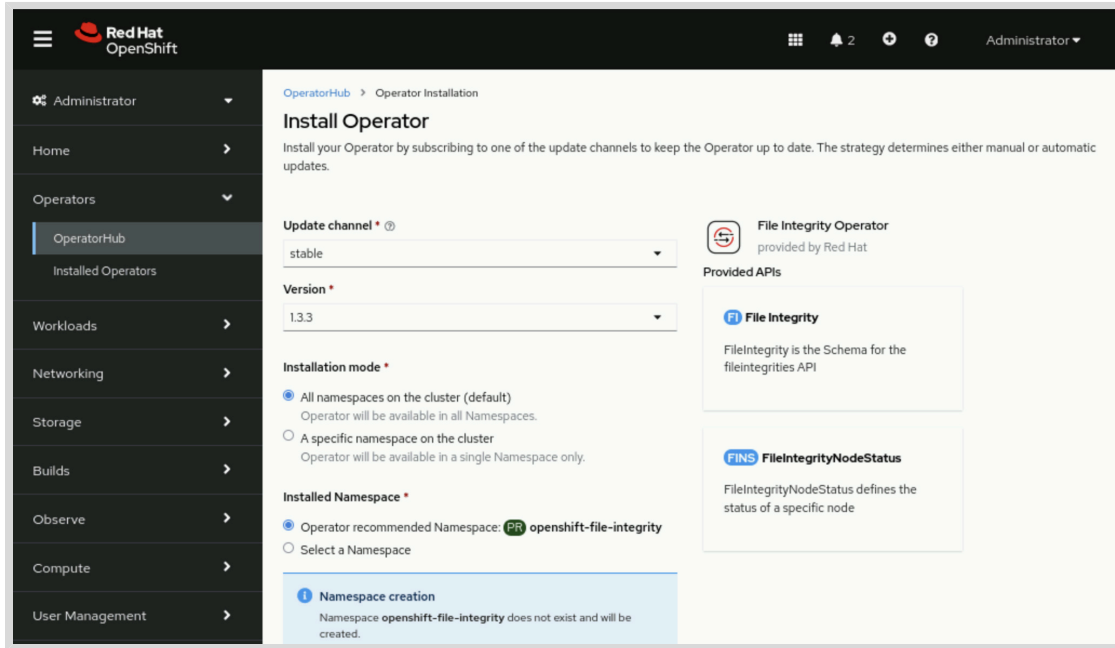 Red Hat
OpenShift
2
Administrator
Administrator
Home
Operators
OperatorHub
Installed Operators
Workloads
Networking
Storage
Builds
Observe
Compute
User Management
OperatorHub > Operator Installation
Install Operator
Install your Operator by subscribing to one of the update channels to keep the Operator up to date. The strategy determines either manual or automatic
updates.
Update channel *
stable
Version *
1.3.3
Installation mode *
All namespaces on the cluster (default)
Operator will be available in all Namespaces.
A specific namespace on the cluster
Operator will be available in a single Namespace only.
Installed Namespace *
Operator recommended Namespace: PR openshift-file-integrity
Select a Namespace
Namespace creation
Namespace openshift-file-integrity does not exist and will be
created.
File Integrity Operator
provided by Red Hat
Provided APIs
FI File Integrity
FileIntegrity is the Schema for the
fileintegrities API
FINS FileIntegrityNodeStatus
FileIntegrityNodeStatus defines the
status of a specific node